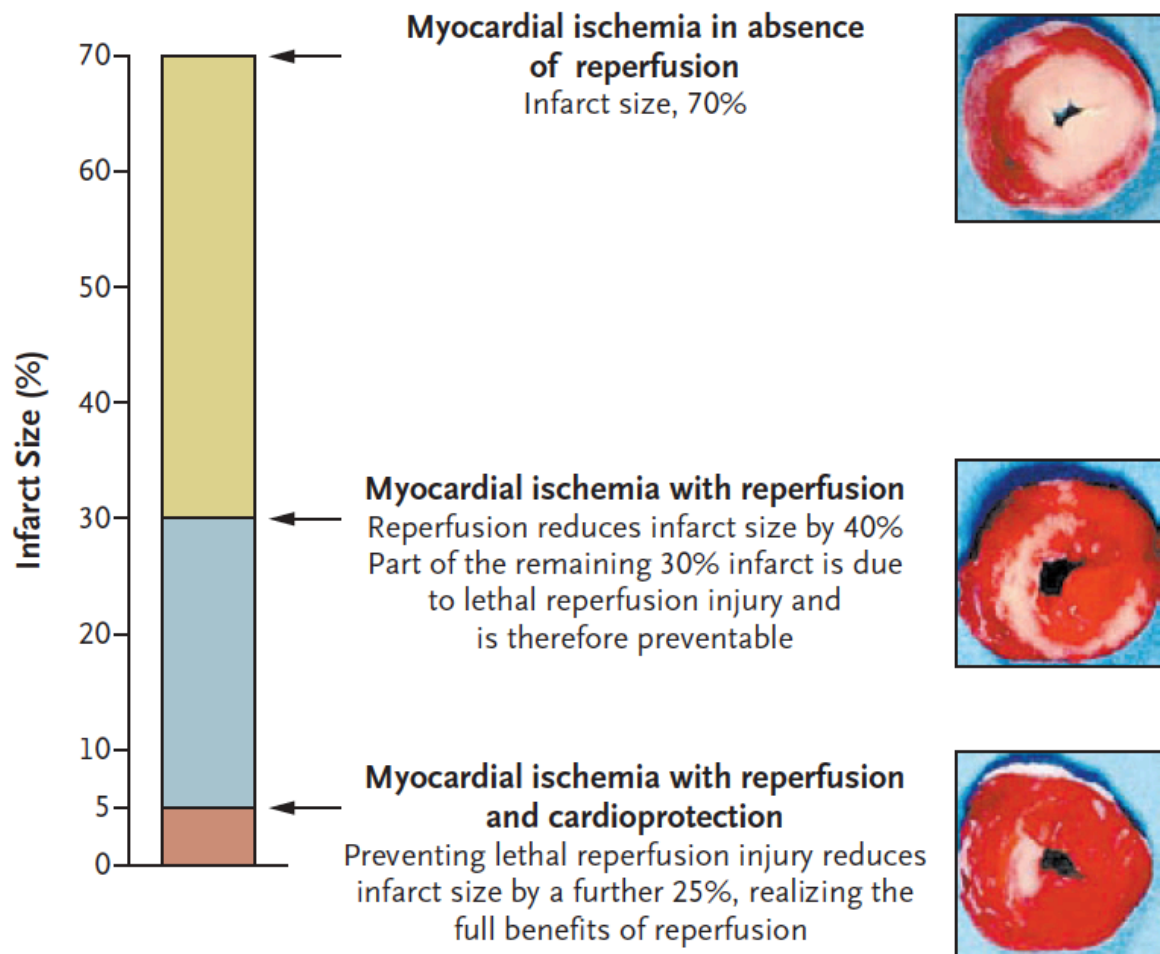 Myocardial ischemia in absence
of reperfusion
Infarct size, 70%
70
60
50
40
30
20
10
5
0
Infarct Size (%)
Myocardial ischemia with reperfusion
Reperfusion reduces infarct size by 40%
Part of the remaining 30% infarct is due
to lethal reperfusion injury and
is therefore preventable
Myocardial ischemia with reperfusion
and cardioprotection
Preventing lethal reperfusion injury reduces
infarct size by a further 25%, realizing the
full benefits of reperfusion